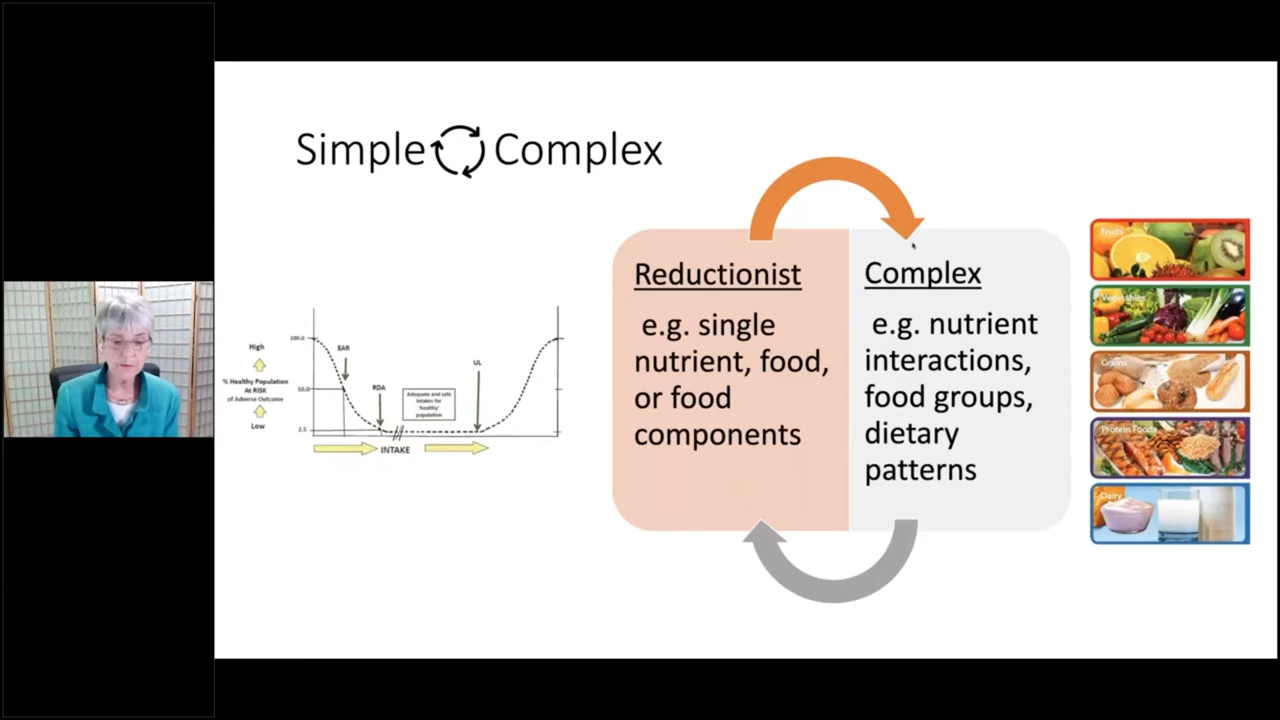 Simple Complex
Reductionist
e.g. single
nutrient, food,
or food
components
Complex
e.g. nutrient
interactions,
food groups,
dietary
patterns
High
% Healthy Population
At RISK
of Adverse Outcome
Low
100.0
50.0
2.5
EAR
RDA
Adequate and safe
intakes for
'healthy'
population
UL
INTAKE
Fruits
Vegetables
Grains
Protein Foods
Dairy